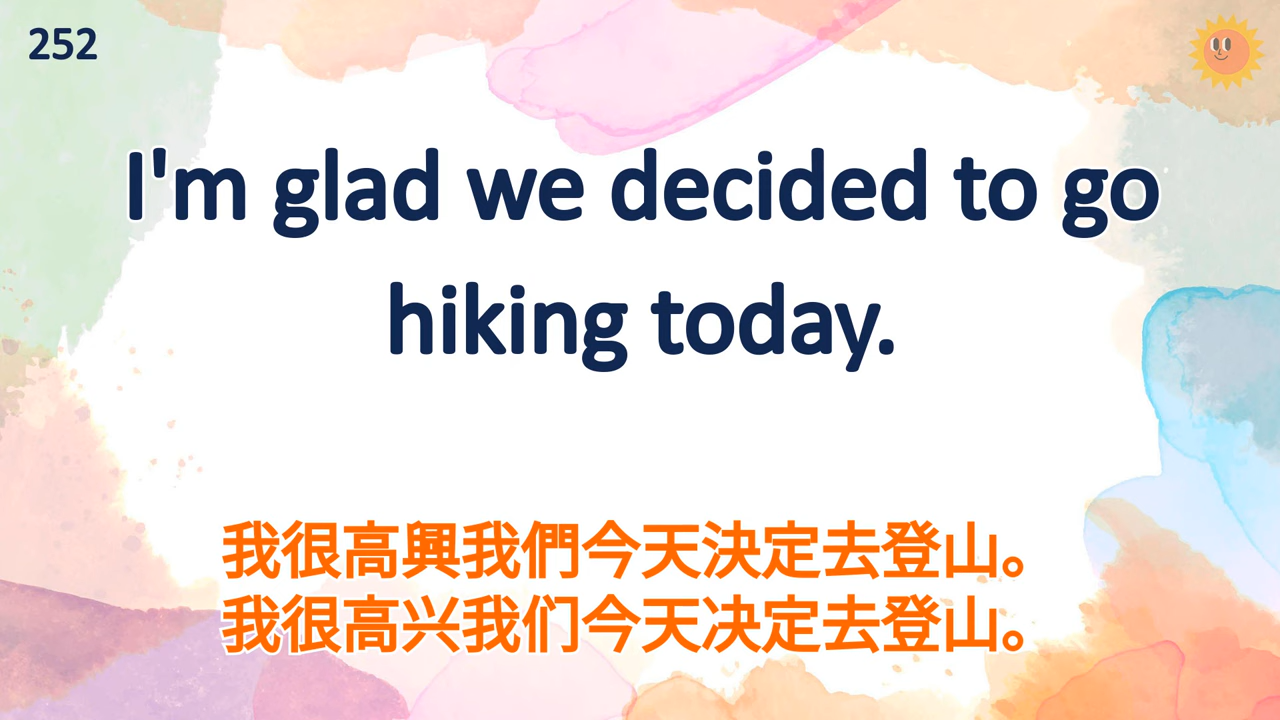 252
I'm glad we decided to go
hiking today.
我很高興我們今天決定去登山。
我很高兴我们今天决定去登山。